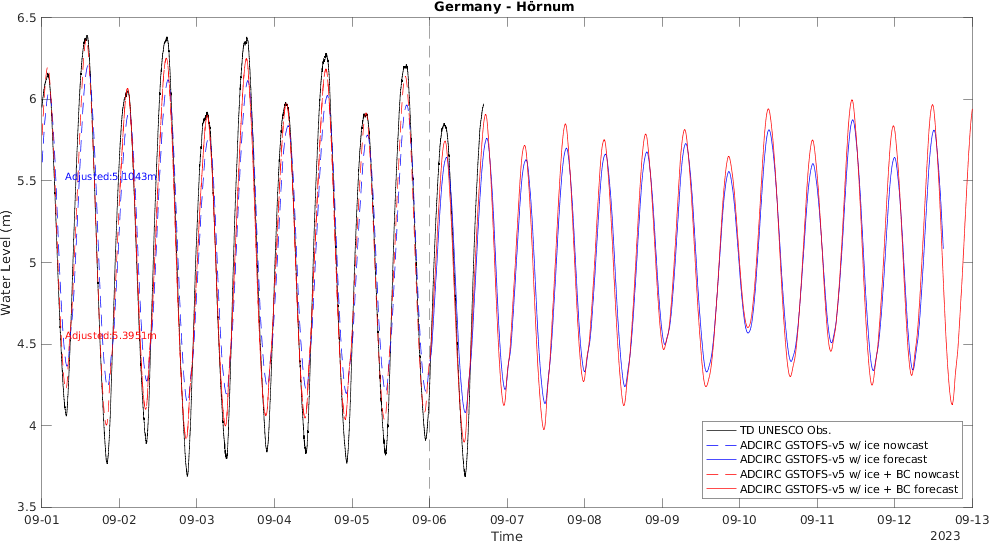 Germany - Hörnum
6.5
6
5.5
5
4.5
4
3.5
Water Level (m)
Adjusted:5.1043m
Adjusted:5.3951m
TD UNESCO Obs.
ADCIRC GSTOFS-v5 w/ ice nowcast
ADCIRC GSTOFS-v5 w/ ice forecast
ADCIRC GSTOFS-v5 w/ ice + BC nowcast
ADCIRC GSTOFS-v5 w/ ice + BC forecast
09-01 09-02 09-03 09-04 09-05 09-06 09-07 09-08 09-09 09-10 09-11 09-12 09-13
Time
2023